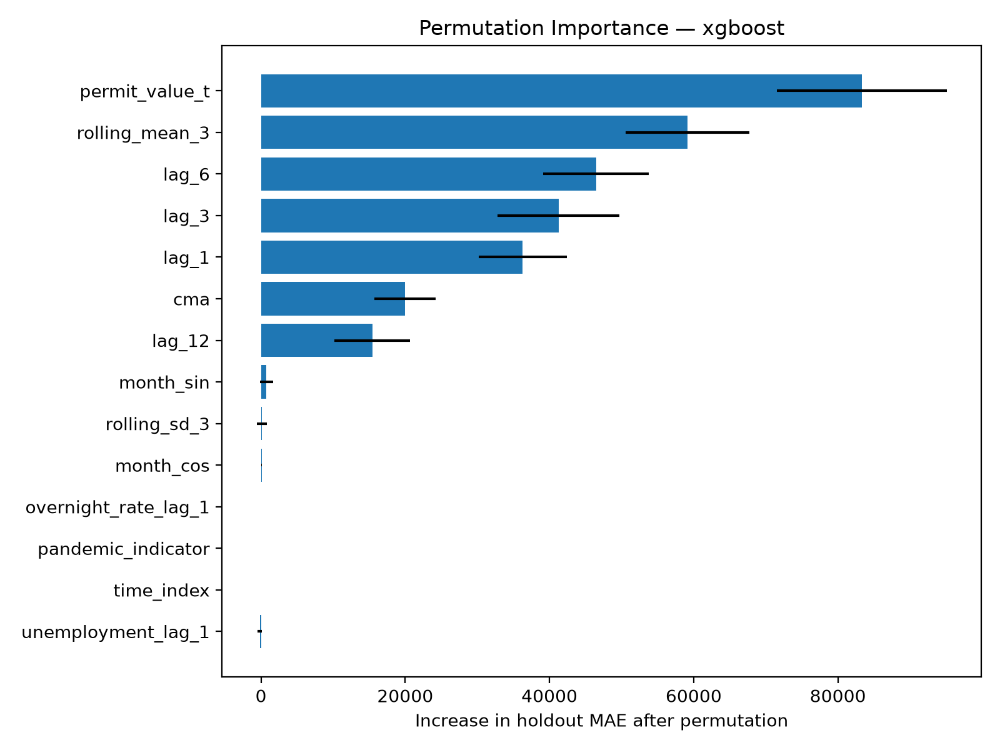 Permutation Importance — xgboost
permit_value_t
rolling_mean_3
lag_6
lag_3
lag_1
cma
lag_12
month_sin
rolling_sd_3
month_cos
overnight_rate_lag_1
pandemic_indicator
time_index
unemployment_lag_1
0 20000 40000 60000 80000
Increase in holdout MAE after permutation